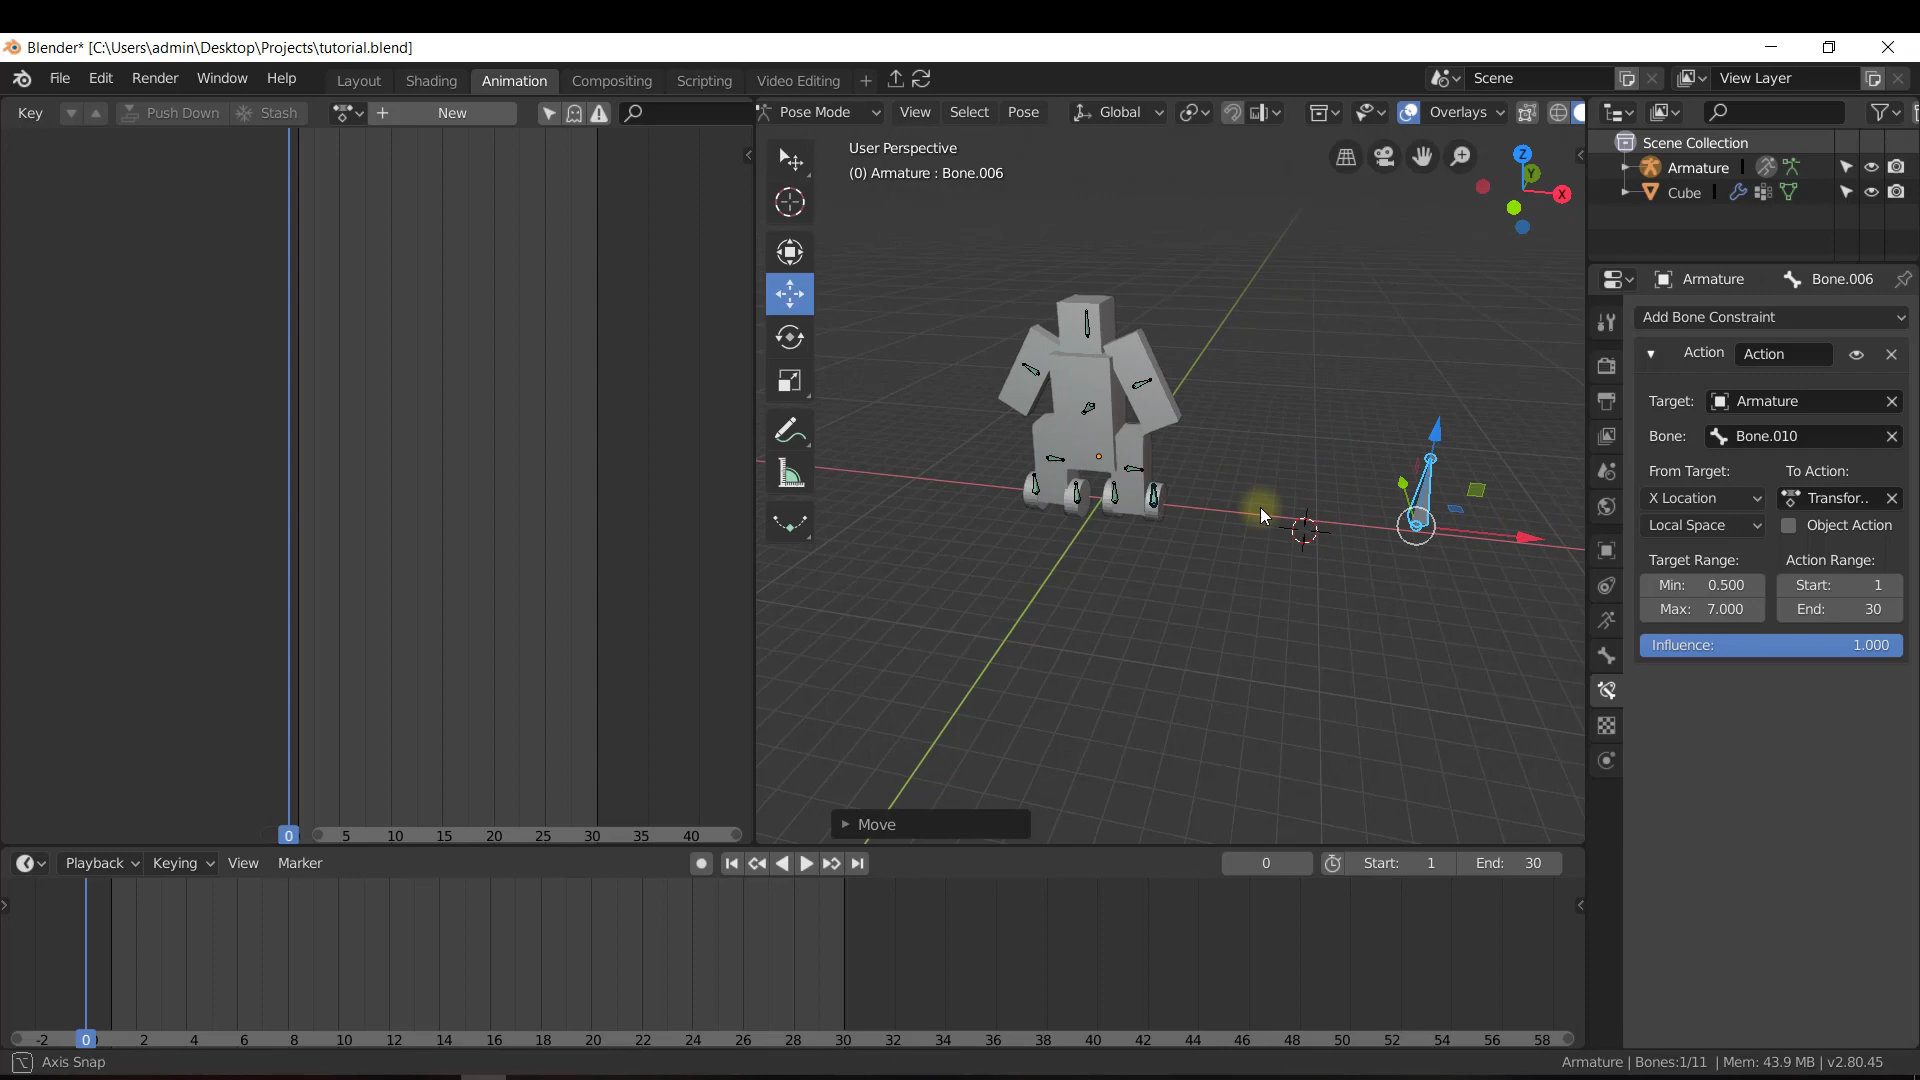 Blender* [C:\Users\admin\Desktop\Projects\tutorial.blend]
File Edit Render Window Help Layout Shading Animation Compositing Scripting Video Editing Scene View Layer
Key Push Down Stash New Pose Mode View Select Pose Global Overlays
User Perspective
(0) Armature : Bone.006
Z
Y
X
Scene Collection
Armature
Cube
Armature Bone.006
Add Bone Constraint
Action Action
Target: Armature
Bone: Bone.010
From Target: To Action:
X Location Transfor..
Local Space Object Action
Target Range: Action Range:
Min: 0.500 Start: 1
Max: 7.000 End: 30
Influence: 1.000
Move
0 5 10 15 20 25 30 35 40
Playback Keying View Marker 0 Start: 1 End: 30
-2 0 2 4 6 8 10 12 14 16 18 20 22 24 26 28 30 32 34 36 38 40 42 44 46 48 50 52 54 56 58
Axis Snap Armature | Bones:1/11 | Mem: 43.9 MB | v2.80.45